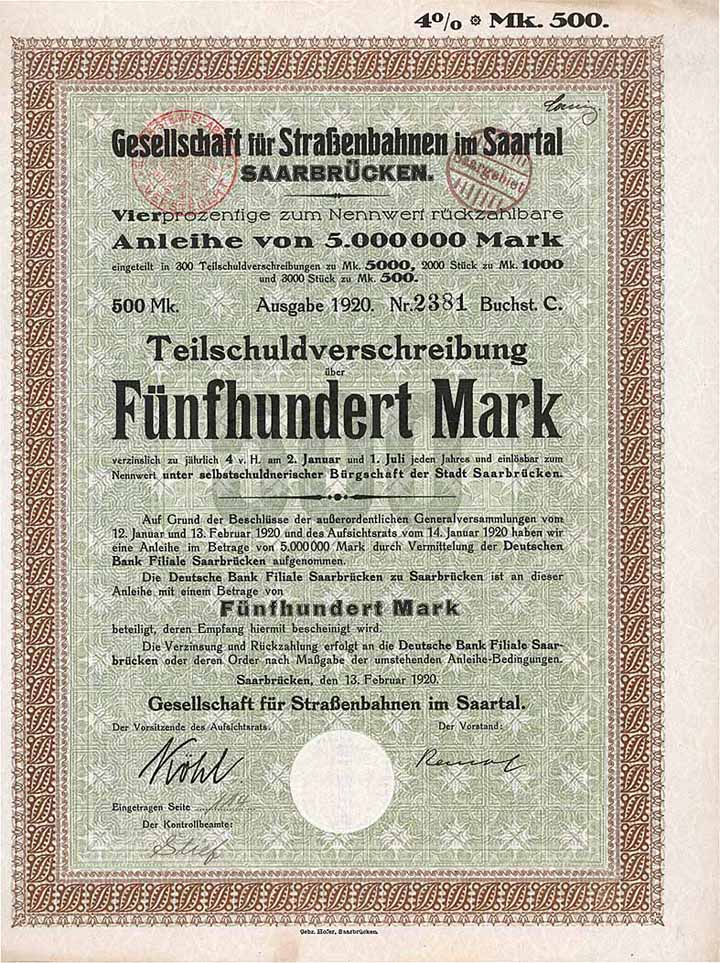 4% ❊ Mk. 500.
Gesellschaft für Straßenbahnen im Saartal
SAARBRÜCKEN.
Saargebiet
Vierprozentige zum Nennwert rückzahlbare
Anleihe von 5.000000 Mark
eingeteilt in 300 Teilschuldverschreibungen zu Mk. 5000, 2000 Stück zu Mk. 1000
und 3000 Stück zu Mk. 500.
500 Mk. Ausgabe 1920. Nr. 2381 Buchst. C.
Teilschuldverschreibung
über
Fünfhundert Mark
verzinslich zu jährlich 4 v. H. am 2. Januar und 1. Juli jeden Jahres und einlösbar zum
Nennwert unter selbstschuldnerischer Bürgschaft der Stadt Saarbrücken.
Auf Grund der Beschlüsse der außerordentlichen Generalversammlungen vom
12. Januar und 13. Februar 1920 und des Aufsichtsrats vom 14. Januar 1920 haben wir
eine Anleihe im Betrage von 5.000000 Mark durch Vermittelung der Deutschen
Bank Filiale Saarbrücken aufgenommen.
Die Deutsche Bank Filiale Saarbrücken zu Saarbrücken ist an dieser
Anleihe mit einem Betrage von
Fünfhundert Mark
beteiligt, deren Empfang hiermit bescheinigt wird.
Die Verzinsung und Rückzahlung erfolgt an die Deutsche Bank Filiale Saar-
brücken oder deren Order nach Maßgabe der umstehenden Anleihe-Bedingungen.
Saarbrücken, den 13. Februar 1920.
Gesellschaft für Straßenbahnen im Saartal.
Der Vorsitzende des Aufsichtsrats. Der Vorstand:
Köhl
Eingetragen Seite
Der Kontrollbeamte:
Gebr. Hofer, Saarbrücken.